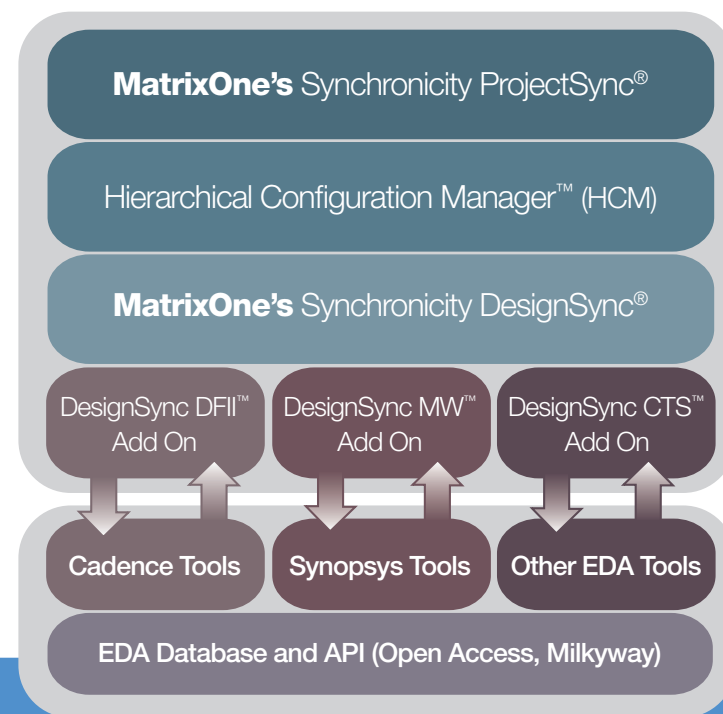 MatrixOne's Synchronicity ProjectSync®
Hierarchical Configuration Manager™ (HCM)
MatrixOne's Synchronicity DesignSync®
DesignSync DFII™
Add On
DesignSync MW™
Add On
DesignSync CTS™
Add On
Cadence Tools
Synopsys Tools
Other EDA Tools
EDA Database and API (Open Access, Milkyway)